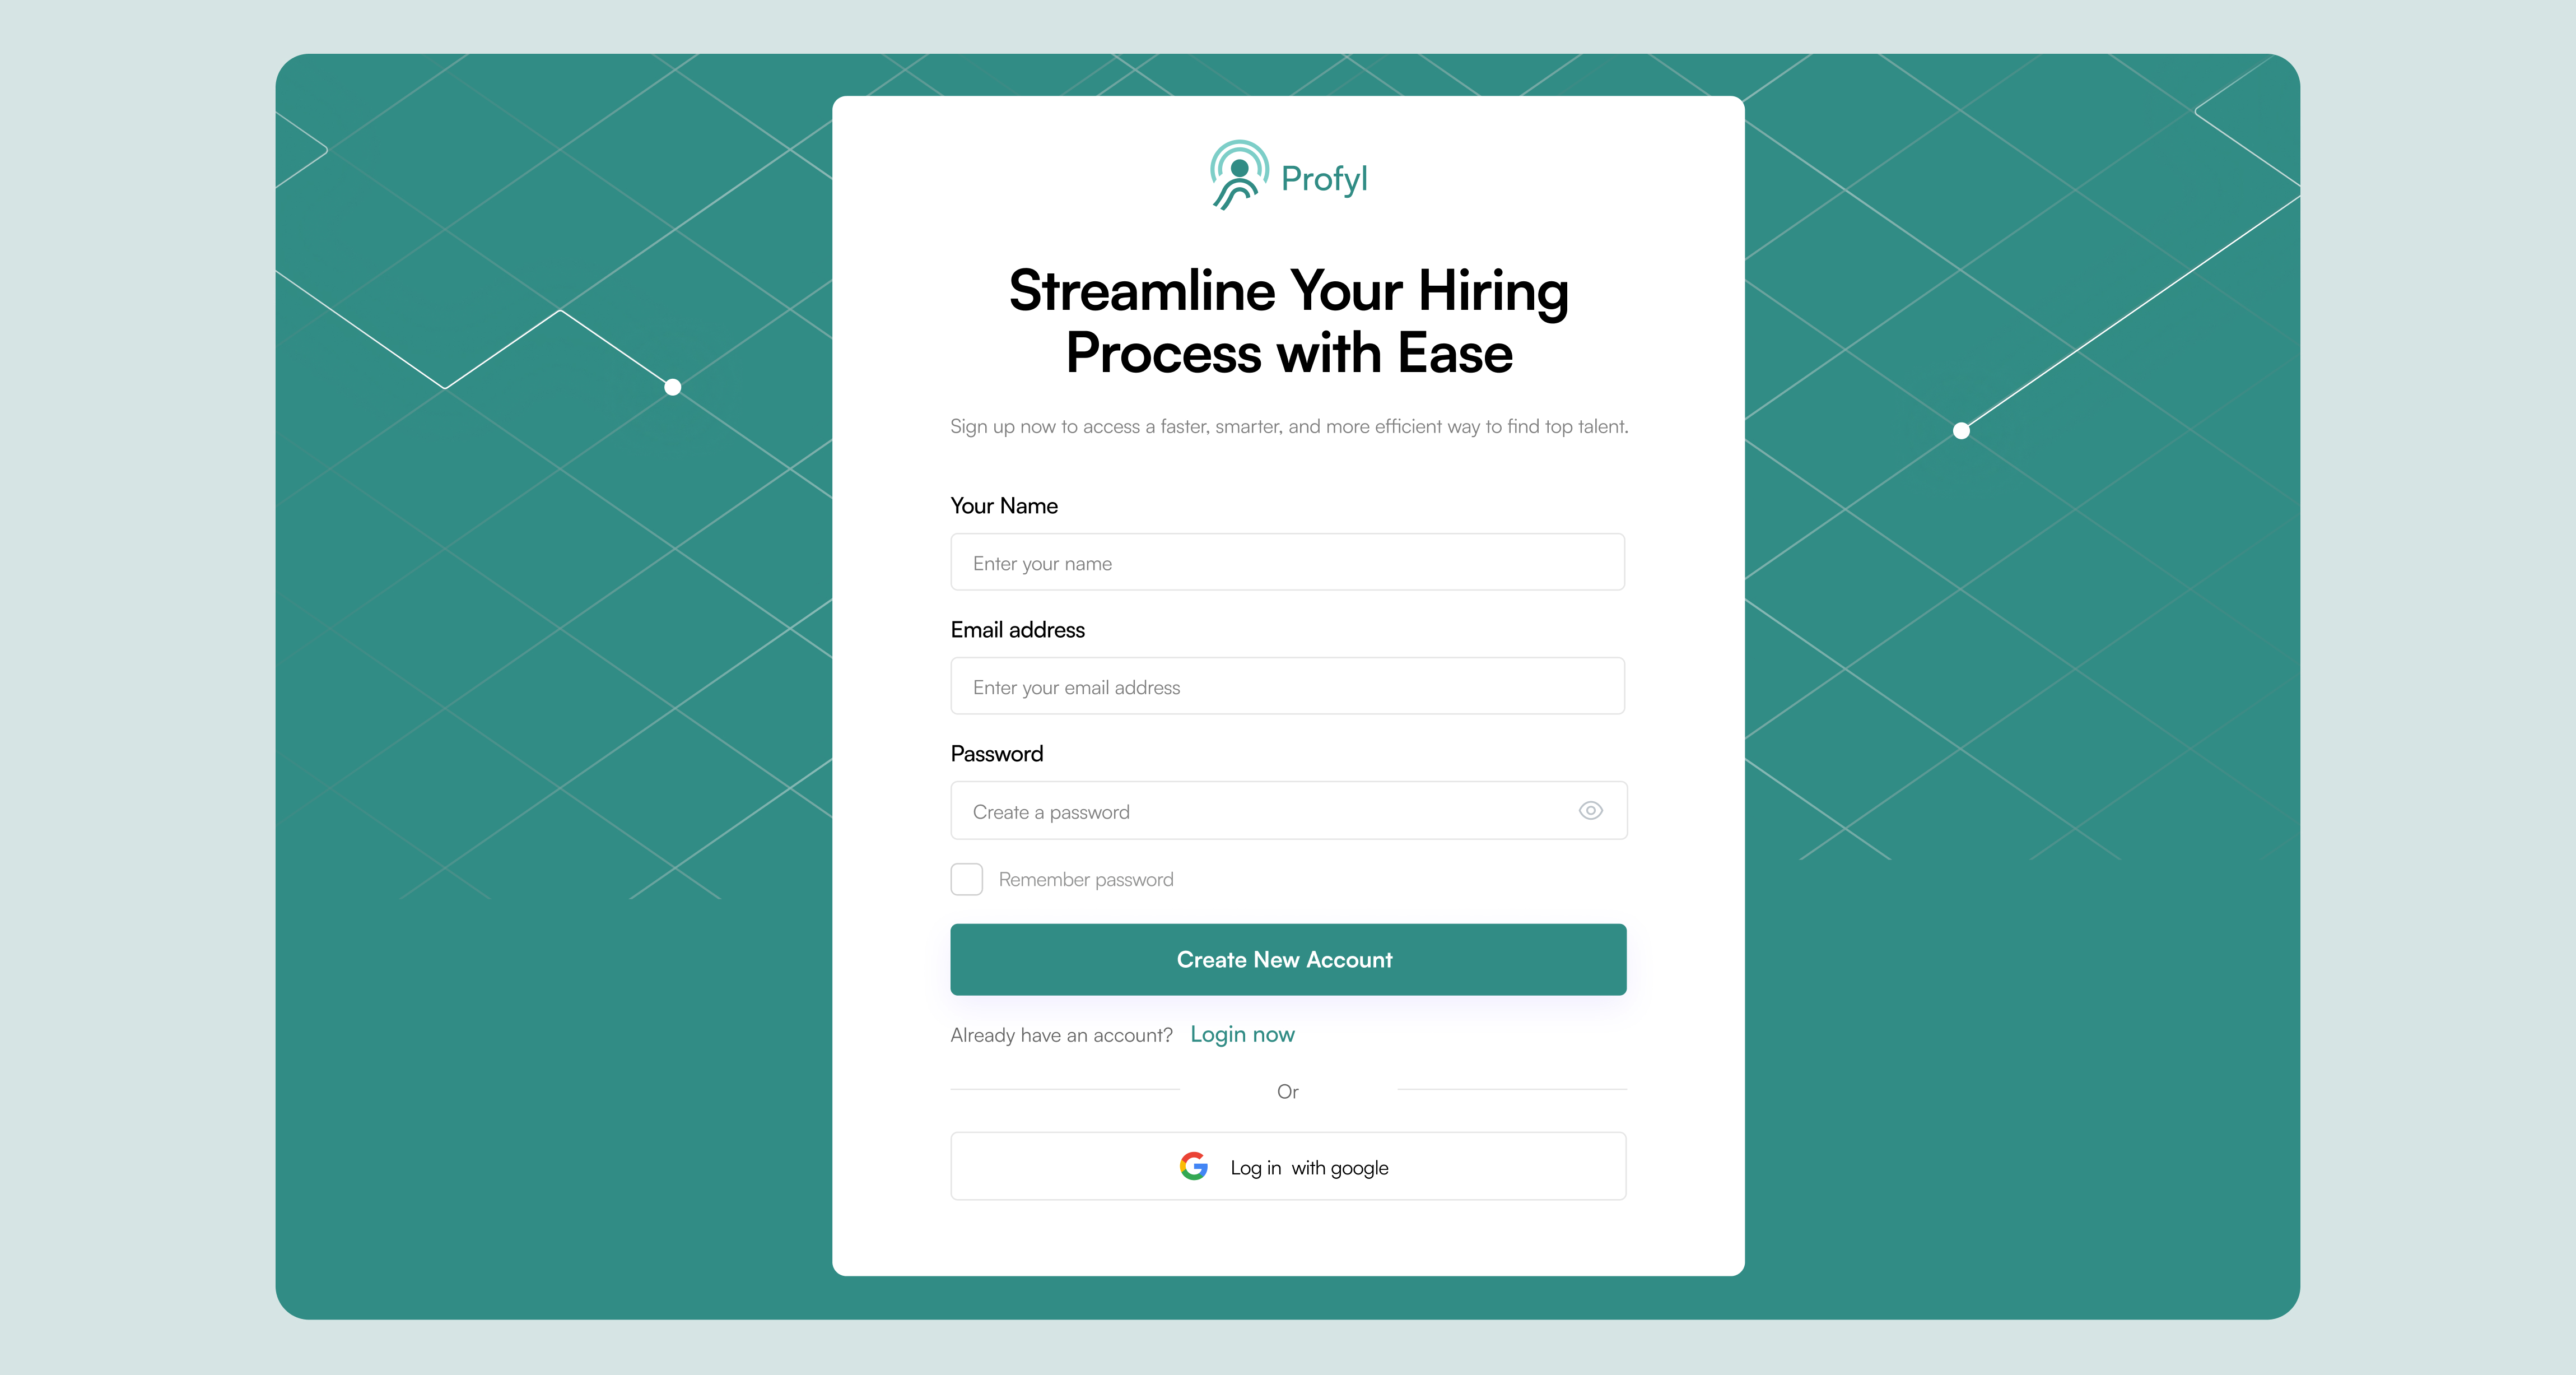 Profyl
Streamline Your Hiring
Process with Ease
Sign up now to access a faster, smarter, and more efficient way to find top talent.
Your Name
Enter your name
Email address
Enter your email address
Password
Create a password
Remember password
Create New Account
Already have an account? Login now
Or
Log in with google